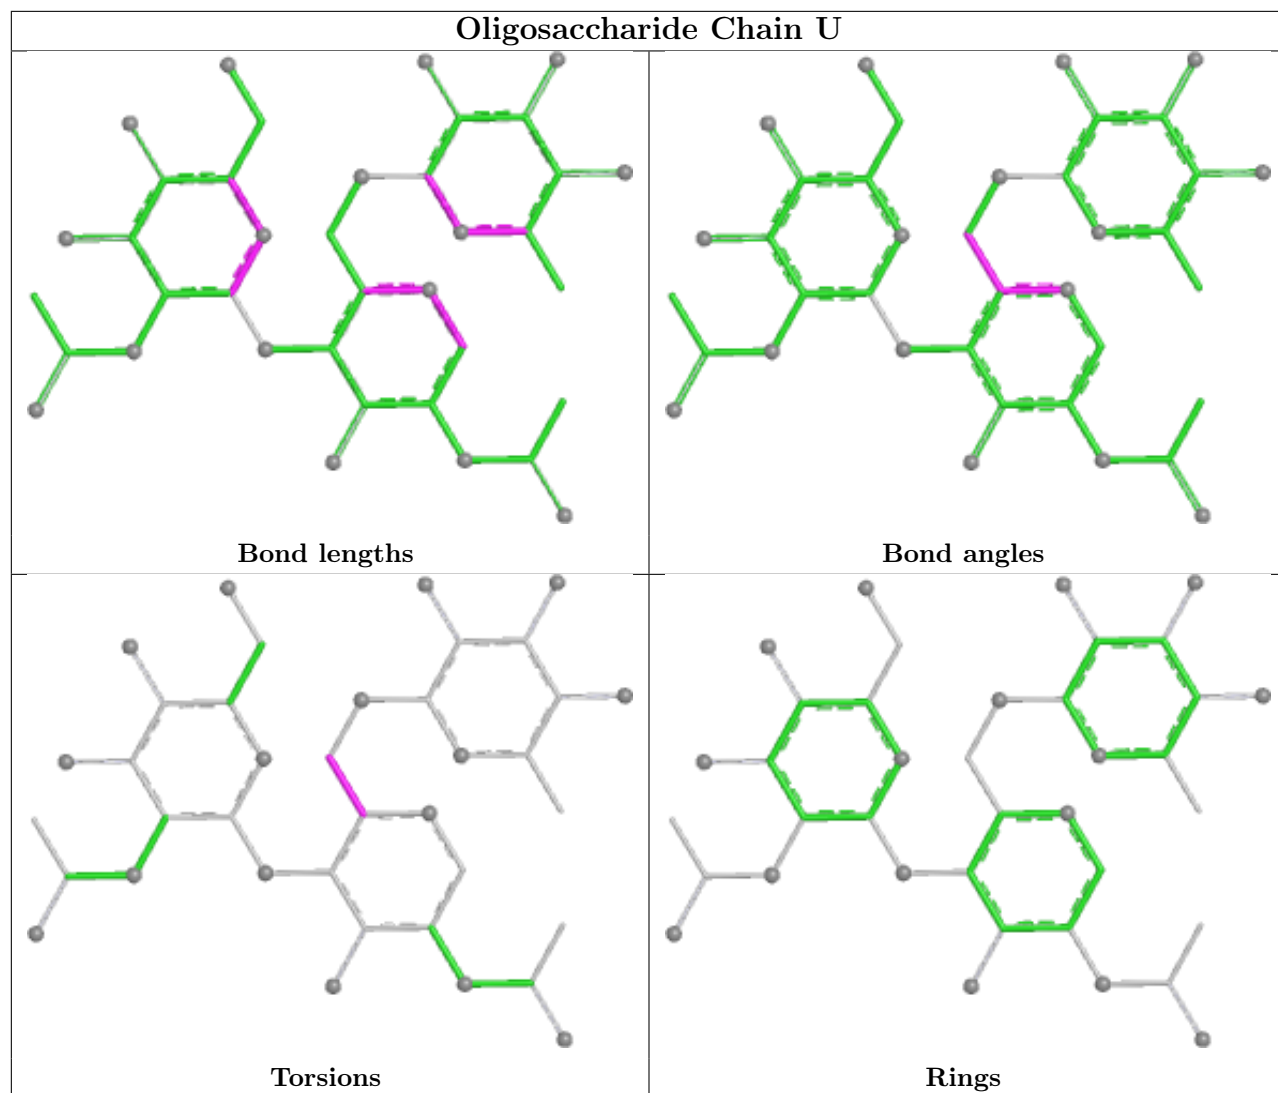 Oligosaccharide Chain U
Bond lengths
Bond angles
Torsions
Rings